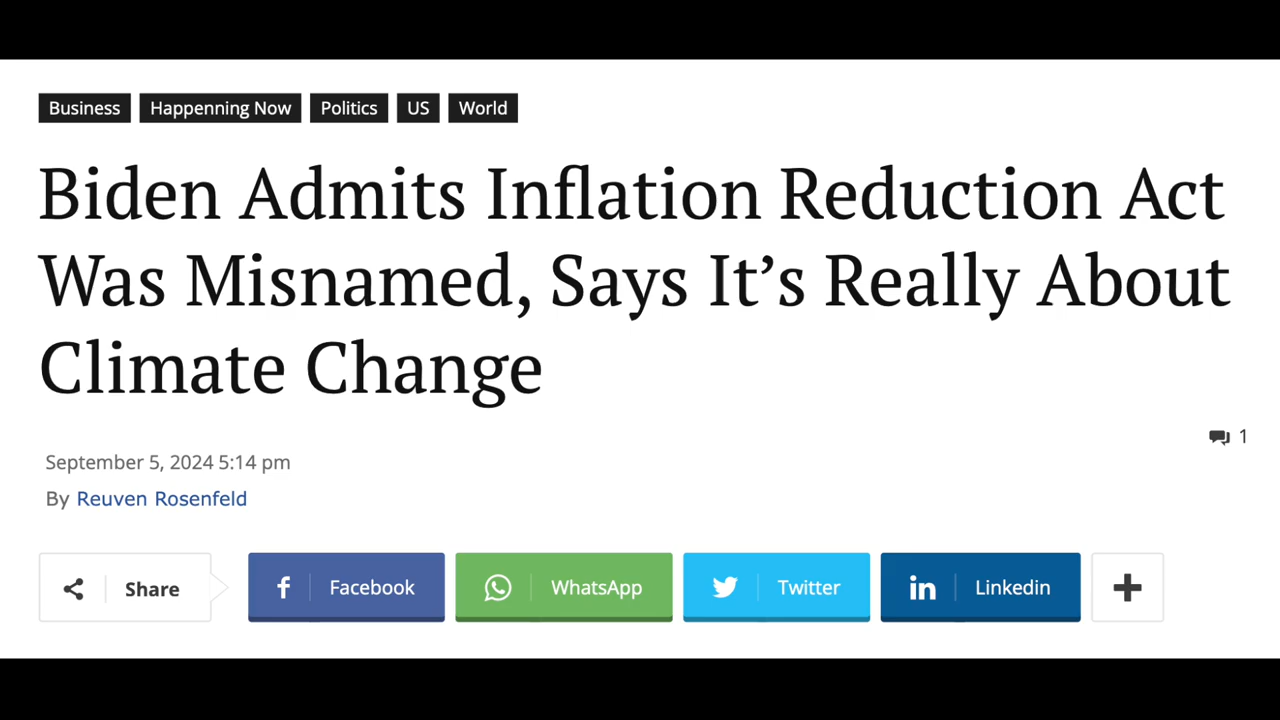 Business Happenning Now Politics US World
Biden Admits Inflation Reduction Act
Was Misnamed, Says It’s Really About
Climate Change
1
September 5, 2024 5:14 pm
By Reuven Rosenfeld
Share Facebook WhatsApp Twitter Linkedin